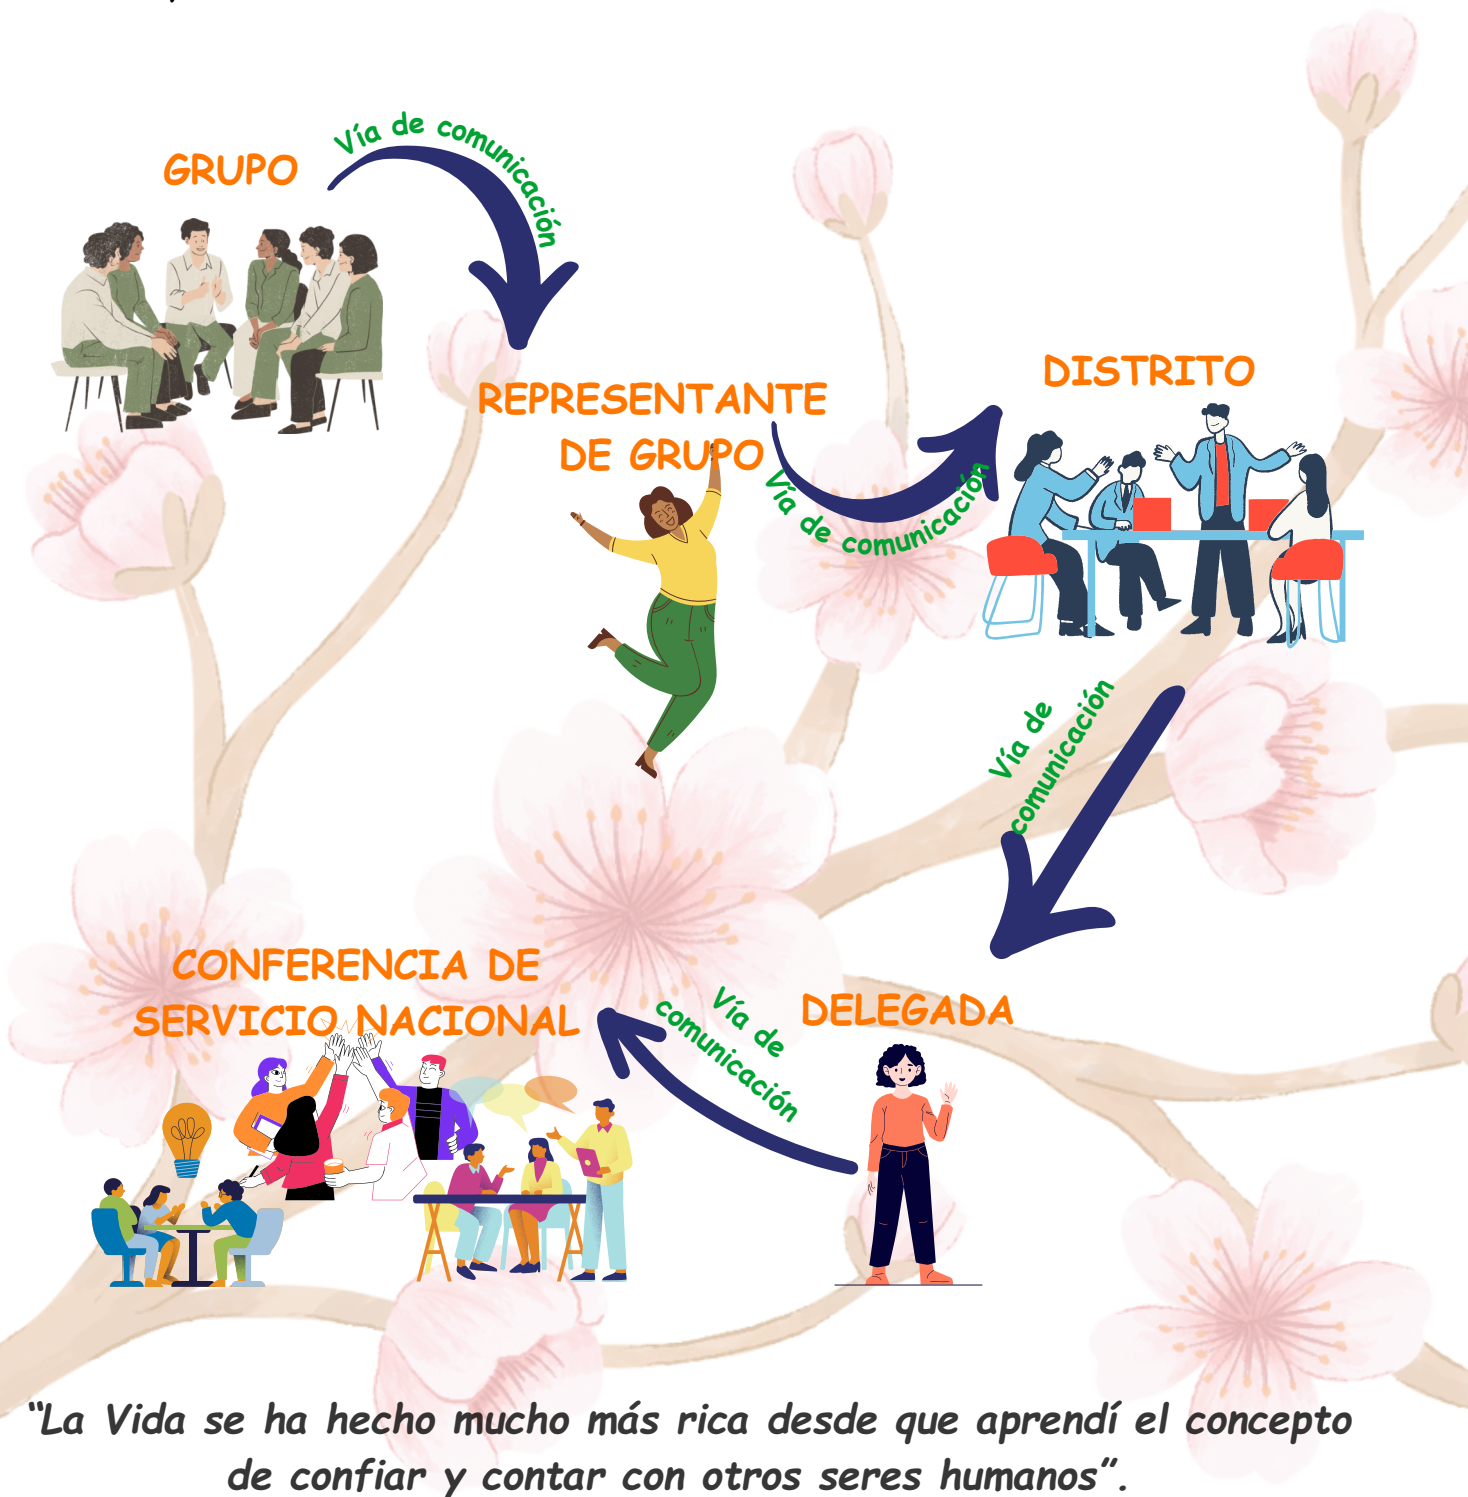 GRUPO
Vía de comunicación
REPRESENTANTE
DE GRUPO
Vía de comunicación
DISTRITO
Vía de
comunicación
DELEGADA
Vía de
comunicación
CONFERENCIA DE
SERVICIO NACIONAL
“La Vida se ha hecho mucho más rica desde que aprendí el concepto
de confiar y contar con otros seres humanos”.